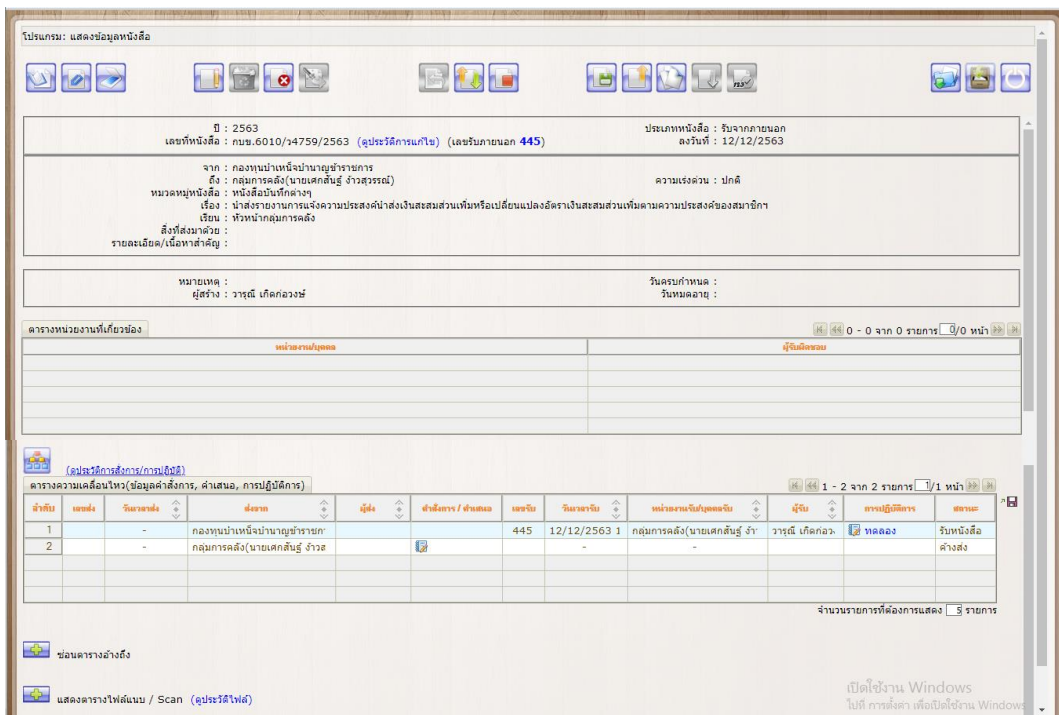 โปรแกรม: แสดงข้อมูลหนังสือ
ปี : 2563 ประเภทหนังสือ : รับจากภายนอก
เลขที่หนังสือ : กบข.6010/ว4759/2563 (ดูประวัติการแก้ไข) (เลขรับภายนอก 445) ลงวันที่ : 12/12/2563
จาก : กองทุนบำเหน็จบำนาญข้าราชการ
ถึง : กลุ่มการคลัง(นายเศกสันฐ์ ง้าวสุวรรณ์) ความเร่งด่วน : ปกติ
หมวดหมู่หนังสือ : หนังสือบันทึกต่างๆ
เรื่อง : นำส่งรายงานการแจ้งความประสงค์นำส่งเงินสะสมส่วนเพิ่มหรือเปลี่ยนแปลงอัตราเงินสะสมส่วนเพิ่มตามความประสงค์ของสมาชิกฯ
เรียน : หัวหน้ากลุ่มการคลัง
สิ่งที่ส่งมาด้วย :
รายละเอียด/เนื้อหาสำคัญ :
หมายเหตุ : วันครบกำหนด :
ผู้สร้าง : วารุณี เกิดก่อวงษ์ วันหมดอายุ :
ตารางหน่วยงานที่เกี่ยวข้อง 0 - 0 จาก 0 รายการ 0/0 หน้า
หน่วยงาน/บุคคล ผู้รับผิดชอบ
(ดูประวัติการสั่งการ/การปฏิบัติ)
ตารางความเคลื่อนไหว(ข้อมูลคำสั่งการ, คำเสนอ, การปฏิบัติการ) 1 - 2 จาก 2 รายการ 1/1 หน้า
ลำดับ เลขส่ง วันเวลาส่ง ส่งจาก ผู้ส่ง คำสั่งการ / คำเสนอ เลขรับ วันเวลารับ หน่วยงานรับ/บุคคลรับ ผู้รับ การปฏิบัติการ สถานะ
1 - กองทุนบำเหน็จบำนาญข้าราชก 445 12/12/2563 1 กลุ่มการคลัง(นายเศกสันฐ์ ง้า วารุณี เกิดก่อว ทดลอง รับหนังสือ
2 - กลุ่มการคลัง(นายเศกสันฐ์ ง้าวส - - ค้างส่ง
จำนวนรายการที่ต้องการแสดง 5 รายการ
ซ่อนตารางอ้างถึง
แสดงตารางไฟล์แนบ / Scan (ดูประวัติไฟล์)
เปิดใช้งาน Windows
ไปที่ การตั้งค่า เพื่อเปิดใช้งาน Windows